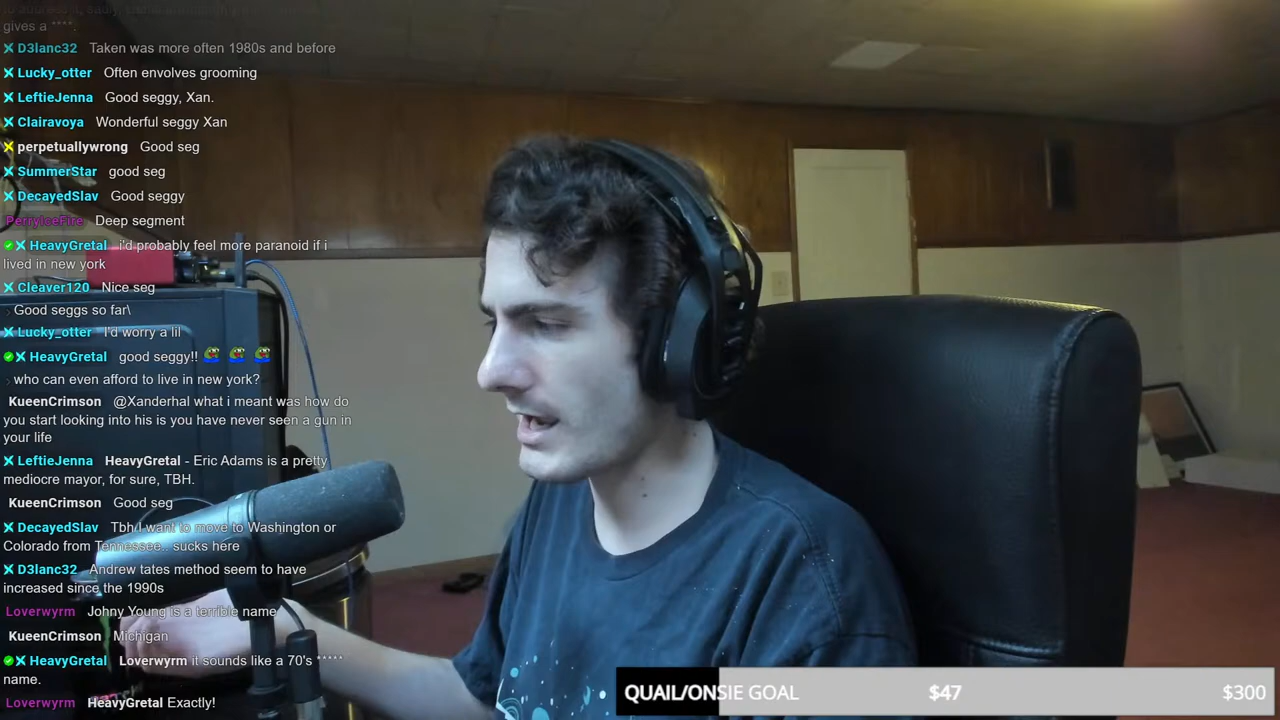 gives a ****.
D3lanc32 Taken was more often 1980s and before
Lucky_otter Often envolves grooming
LeftieJenna Good seggy, Xan.
Clairavoya Wonderful seggy Xan
perpetuallywrong Good seg
SummerStar good seg
DecayedSlav Good seggy
PerryIceFire Deep segment
HeavyGretal i'd probably feel more paranoid if i
lived in new york
Cleaver120 Nice seg
Good seggs so far\
Lucky_otter I'd worry a lil
HeavyGretal good seggy!!
who can even afford to live in new york?
KueenCrimson @Xanderhal what i meant was how do
you start looking into his is you have never seen a gun in
your life
LeftieJenna HeavyGretal - Eric Adams is a pretty
mediocre mayor, for sure, TBH.
KueenCrimson Good seg
DecayedSlav Tbh I want to move to Washington or
Colorado from Tennessee.. sucks here
D3lanc32 Andrew tates method seem to have
increased since the 1990s
Loverwyrm Johny Young is a terrible name
KueenCrimson Michigan
HeavyGretal Loverwyrm it sounds like a 70's *****
name.
Loverwyrm HeavyGretal Exactly!
QUAIL/ONSIE GOAL $47 $300